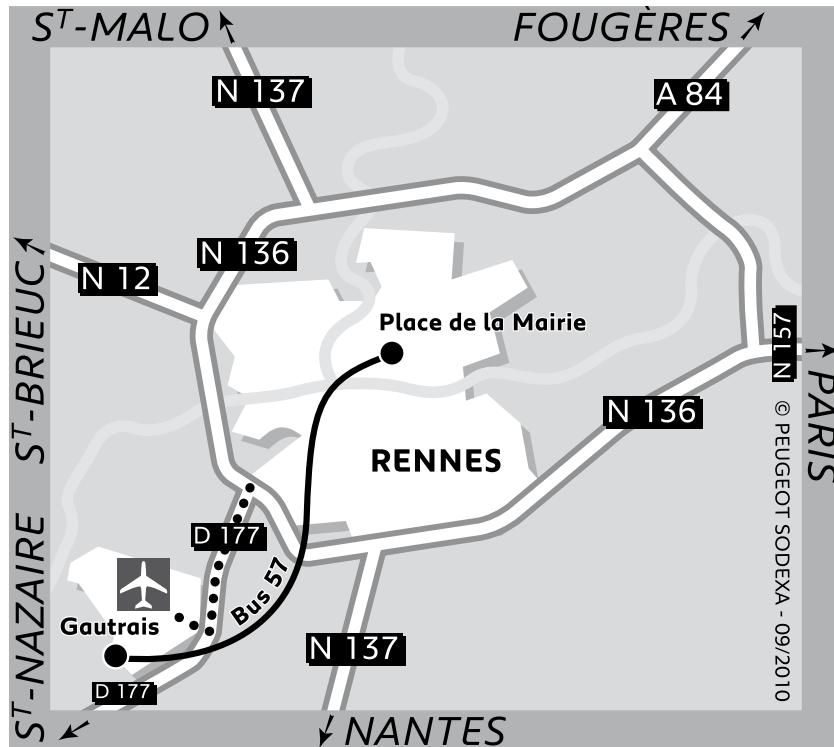 Sᵀ-MALO
FOUGÈRES
N 137
A 84
N 136
N 12
Sᵀ-BRIEUC
Place de la Mairie
N 157
PARIS
N 136
RENNES
© PEUGEOT SODEXA - 09/2010
D 177
Bus 57
Gautrais
Sᵀ-NAZAIRE
N 137
D 177
NANTES